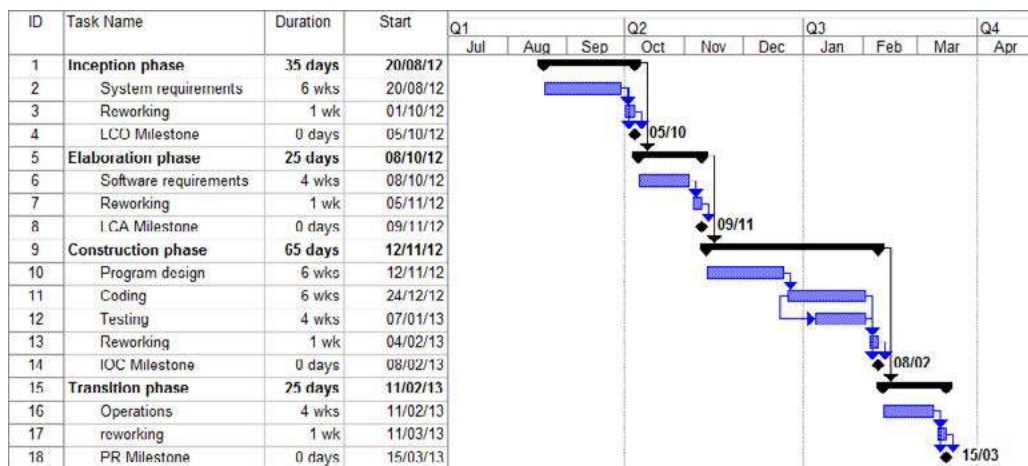 ID Task Name Duration Start Q1 Q2 Q3 Q4
Jul Aug Sep Oct Nov Dec Jan Feb Mar Apr
1 Inception phase 35 days 20/08/12
2 System requirements 6 wks 20/08/12
3 Reworking 1 wk 01/10/12
4 LCO Milestone 0 days 05/10/12 05/10
5 Elaboration phase 25 days 08/10/12
6 Software requirements 4 wks 08/10/12
7 Reworking 1 wk 05/11/12
8 LCA Milestone 0 days 09/11/12 09/11
9 Construction phase 65 days 12/11/12
10 Program design 6 wks 12/11/12
11 Coding 6 wks 24/12/12
12 Testing 4 wks 07/01/13
13 Reworking 1 wk 04/02/13
14 IOC Milestone 0 days 08/02/13 08/02
15 Transition phase 25 days 11/02/13
16 Operations 4 wks 11/02/13
17 reworking 1 wk 11/03/13
18 PR Milestone 0 days 15/03/13 15/03